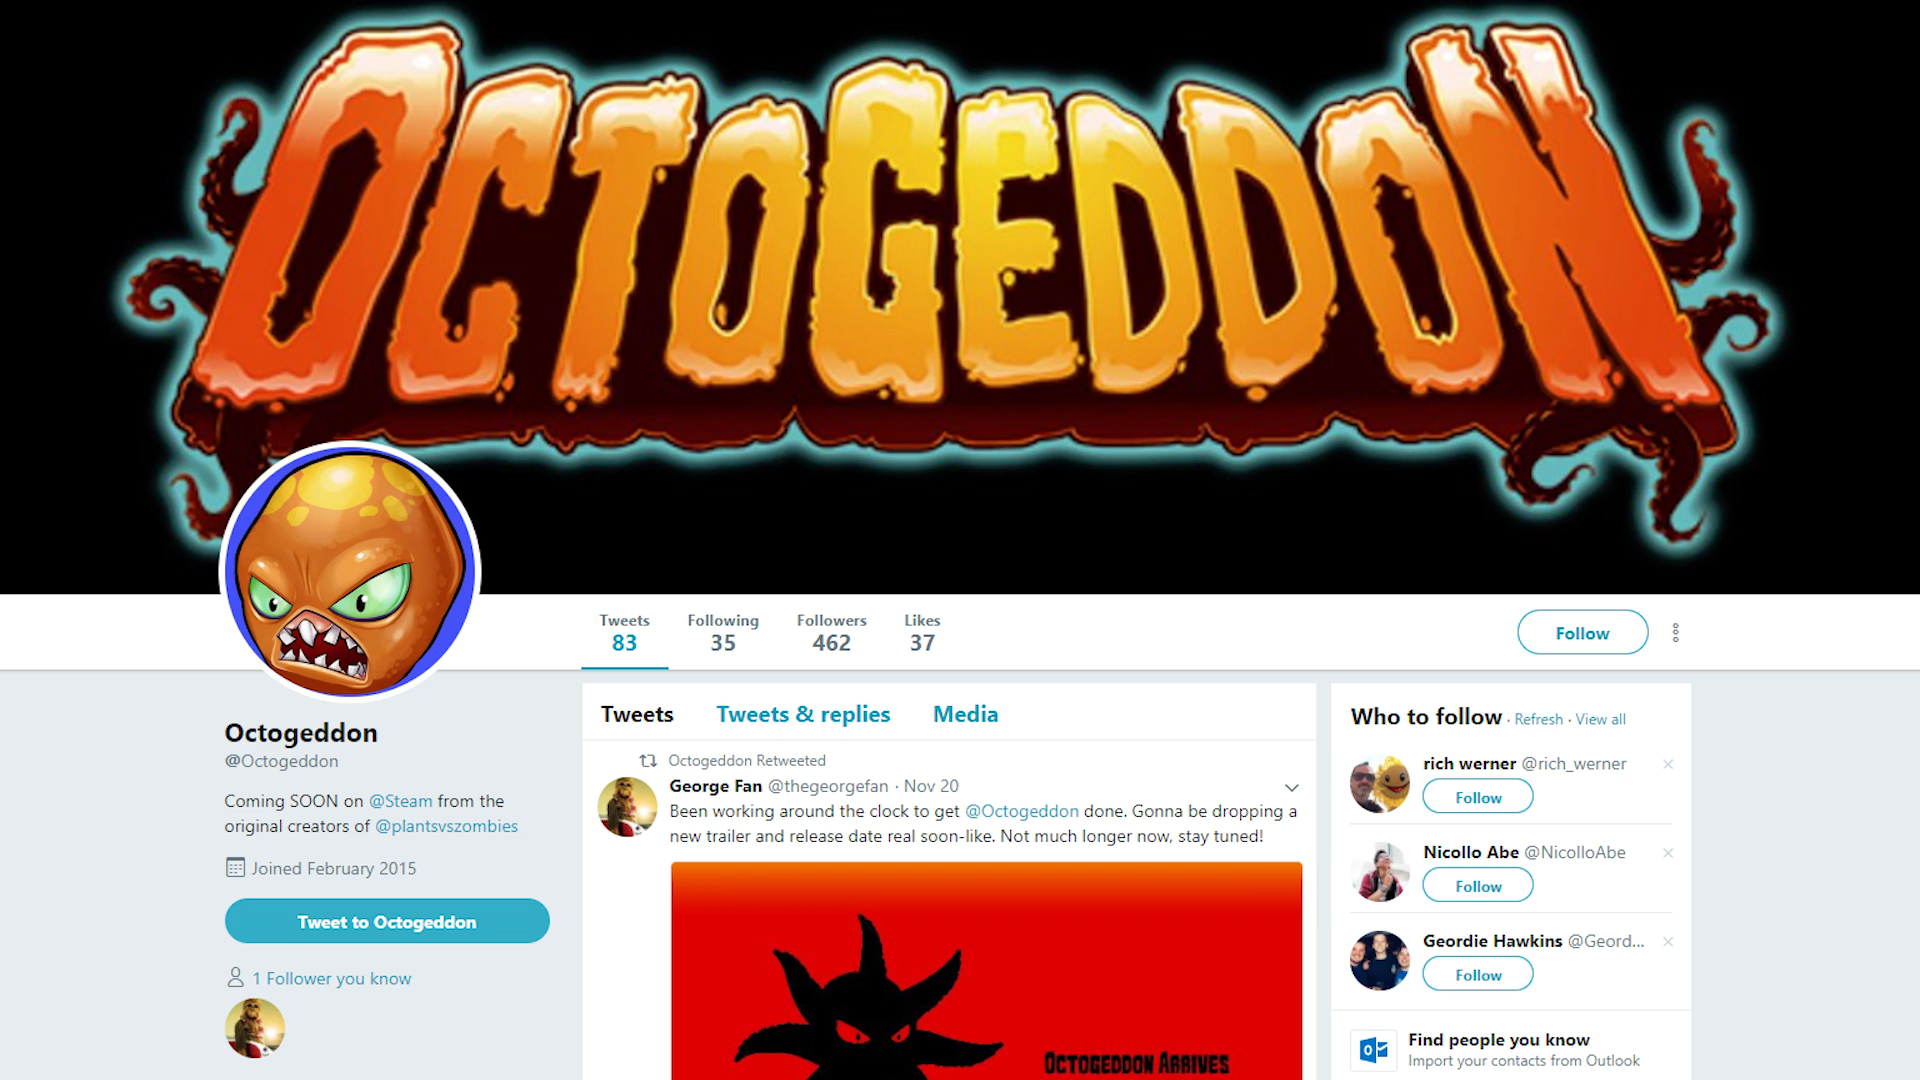 OCTOGEDDON
Tweets
83
Following
35
Followers
462
Likes
37
Follow
Octogeddon
@Octogeddon
Coming SOON on @Steam from the
original creators of @plantsvszombies
Joined February 2015
Tweet to Octogeddon
1 Follower you know
Tweets
Tweets & replies
Media
Octogeddon Retweeted
George Fan @thegeorgefan · Nov 20
Been working around the clock to get @Octogeddon done. Gonna be dropping a
new trailer and release date real soon-like. Not much longer now, stay tuned!
OCTOGEDDON ARRIVES
Who to follow · Refresh · View all
rich werner @rich_werner
Follow
Nicollo Abe @NicolloAbe
Follow
Geordie Hawkins @Geord...
Follow
Find people you know
Import your contacts from Outlook